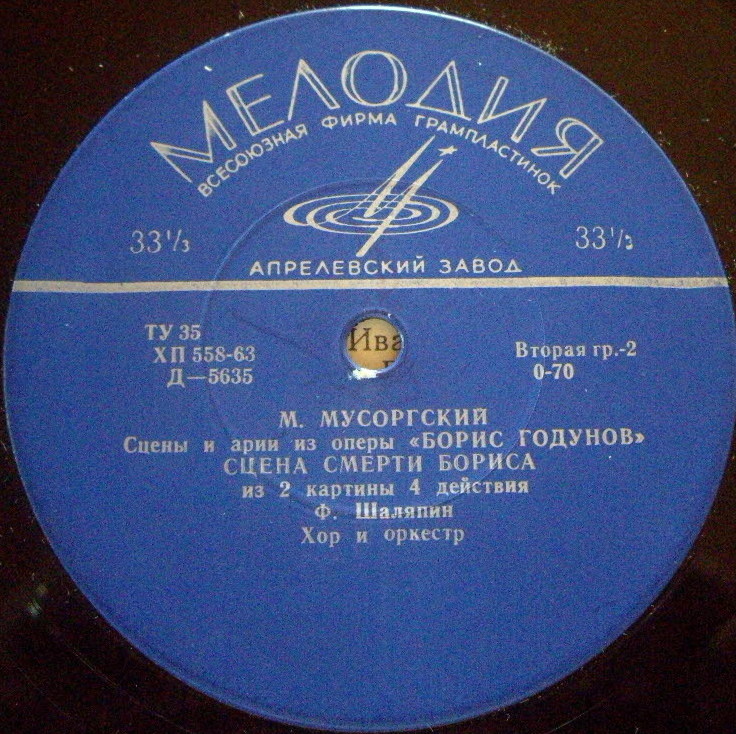 МЕЛОДИЯ
ВСЕСОЮЗНАЯ ФИРМА ГРАМПЛАСТИНОК
33⅓ 33⅓
АПРЕЛЕВСКИЙ ЗАВОД
ТУ 35
ХП 558-63
Д—5635
Ива
Вторая гр.-2
0-70
М. МУСОРГСКИЙ
Сцены и арии из оперы «БОРИС ГОДУНОВ»
СЦЕНА СМЕРТИ БОРИСА
из 2 картины 4 действия
Ф. Шаляпин
Хор и оркестр